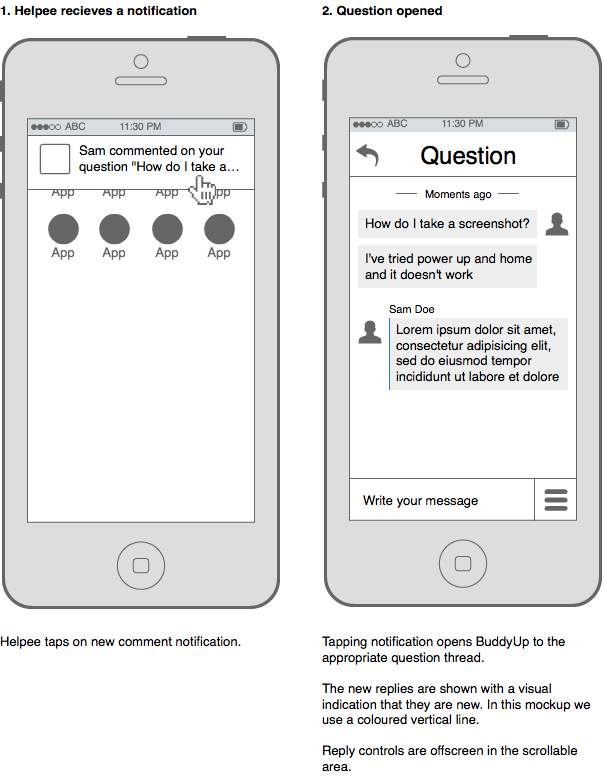 1. Helpee recieves a notification
ABC 11:30 PM
Sam commented on your
question "How do I take a...
App App App App
App App App App
Helpee taps on new comment notification.
2. Question opened
ABC 11:30 PM
Question
Moments ago
How do I take a screenshot?
I've tried power up and home
and it doesn't work
Sam Doe
Lorem ipsum dolor sit amet,
consectetur adipisicing elit,
sed do eiusmod tempor
incididunt ut labore et dolore
Write your message
Tapping notification opens BuddyUp to the
appropriate question thread.
The new replies are shown with a visual
indication that they are new. In this mockup we
use a coloured vertical line.
Reply controls are offscreen in the scrollable
area.